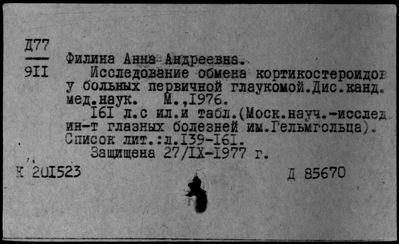 Д77
911
Филина Анна Андреевна.
Исследование обмена кортикостероидов
у больных первичной глаукомой.Дис.канд.
мед.наук. М.,1976.
161 л.с ил.и табл.(Моск.науч.-исслед.
ин-т глазных болезней им.Гельмгольца).
Список лит.:л.139-161.
Защищена 27/IX-1977 г.
К 201523 Д 85670